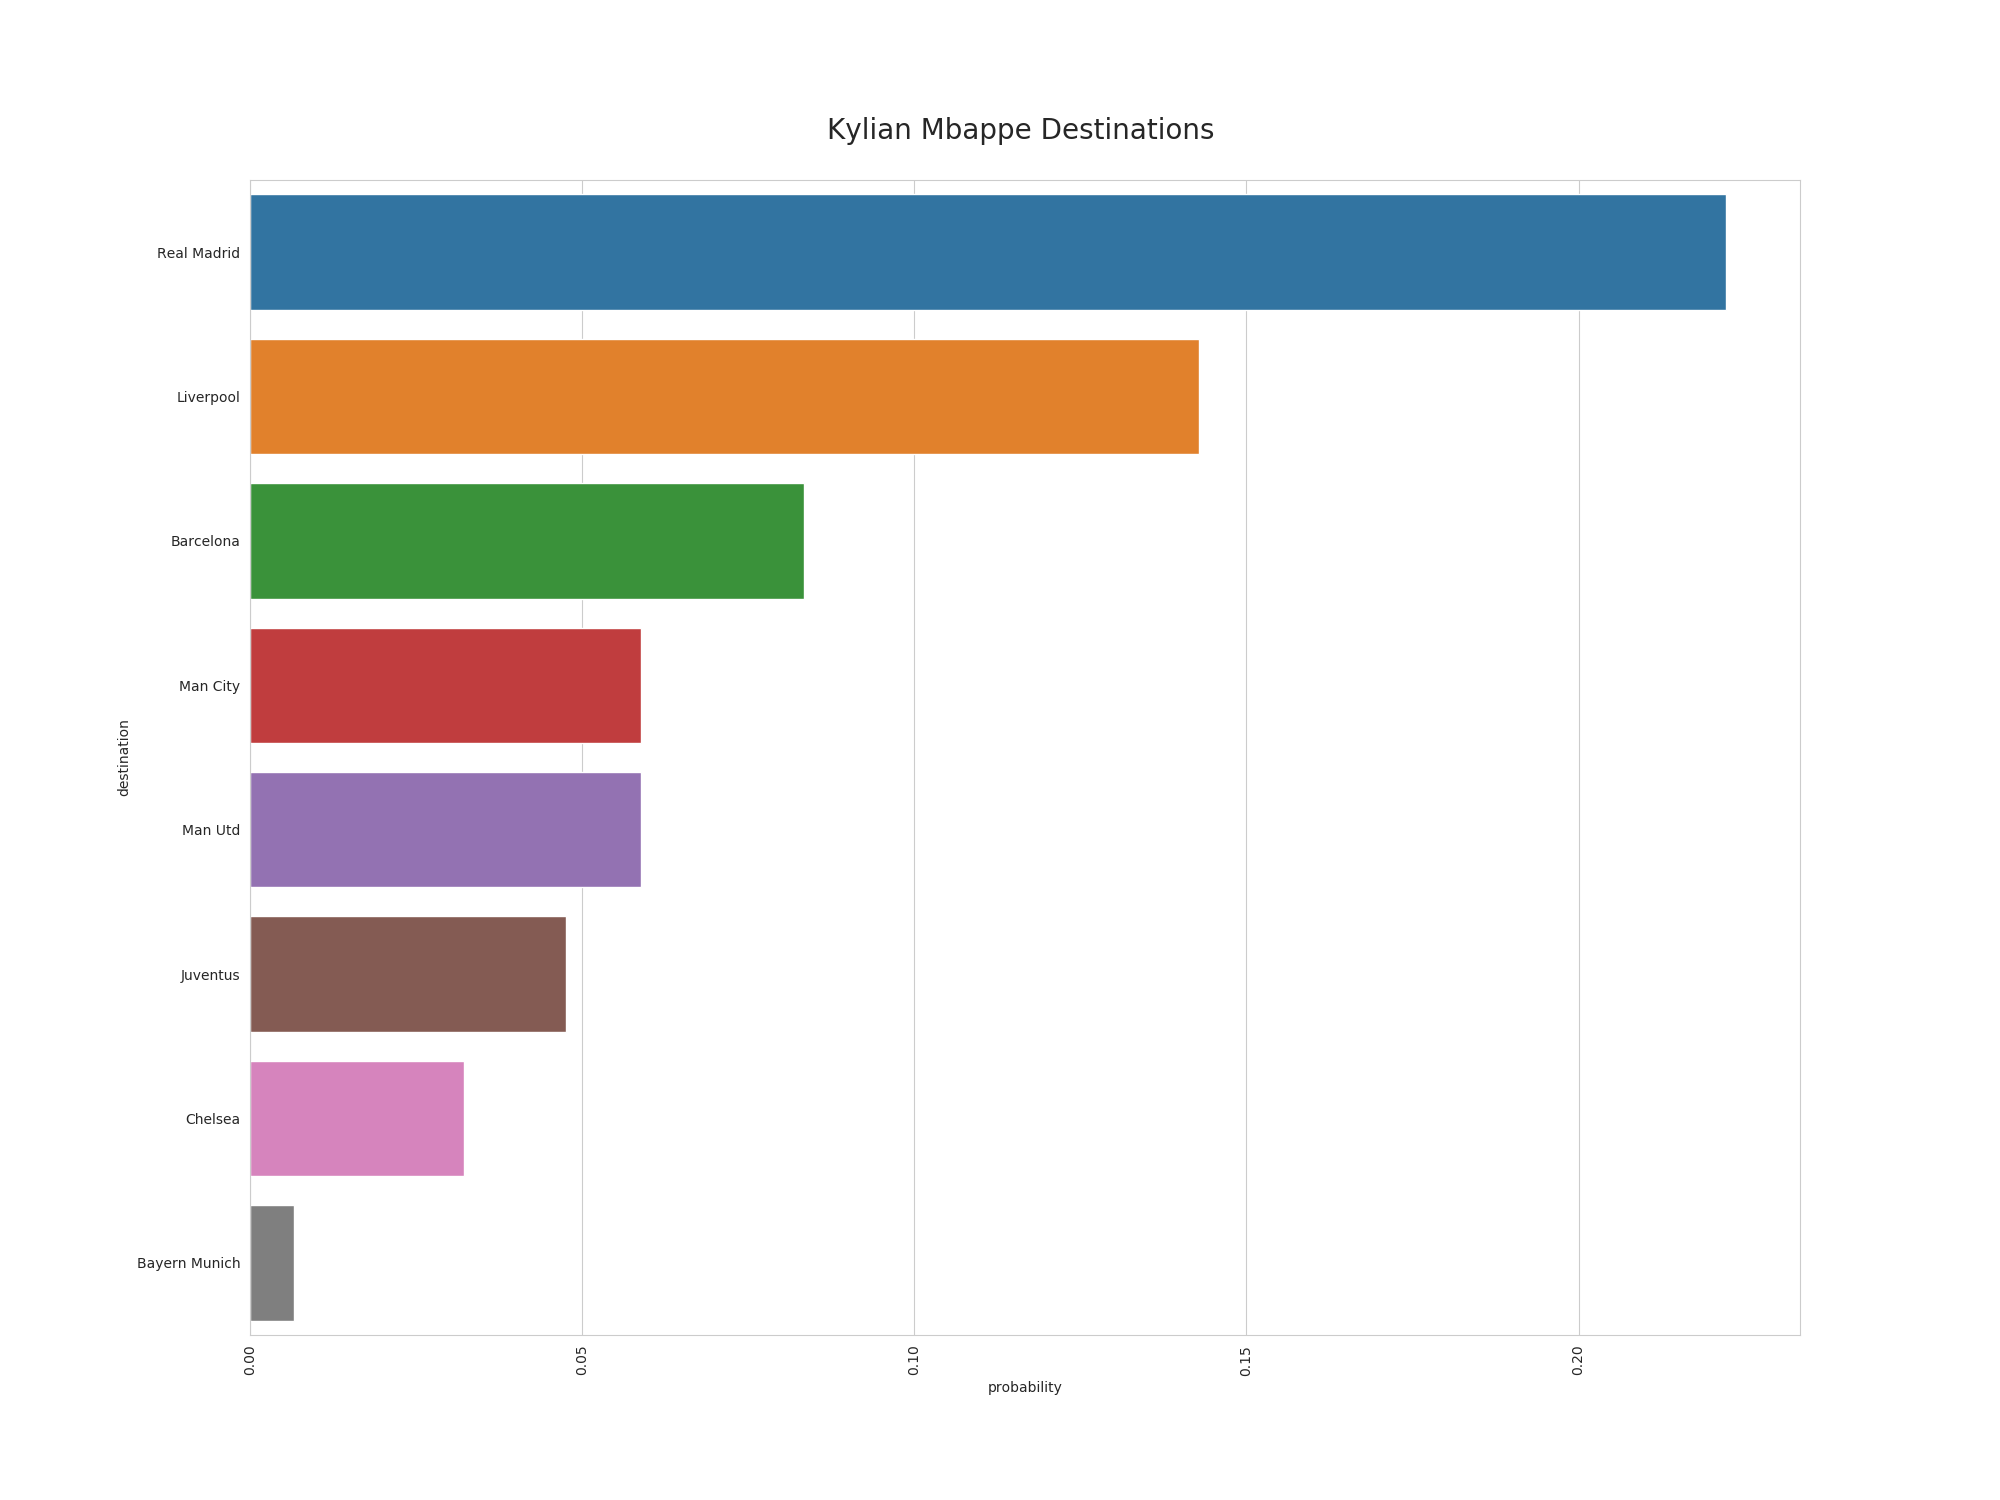 Kylian Mbappe Destinations
destination
Real Madrid
Liverpool
Barcelona
Man City
Man Utd
Juventus
Chelsea
Bayern Munich
0.00 0.05 0.10 0.15 0.20
probability